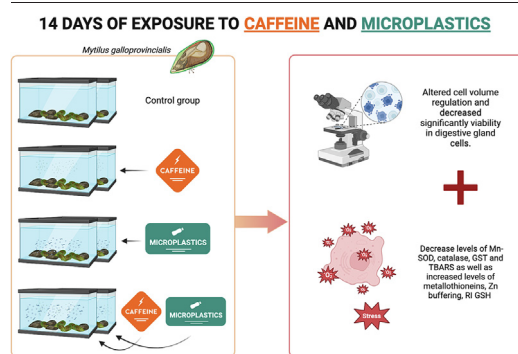 14 DAYS OF EXPOSURE TO CAFFEINE AND MICROPLASTICS
Mytilus galloprovincialis
Control group
CAFFEINE
MICROPLASTICS
CAFFEINE
MICROPLASTICS
Altered cell volume
regulation and
decreased
significantly viability
in digestive gland
cells.
Decrease levels of Mn-
SOD, catalase, GST and
TBARS as well as
increased levels of
metallothioneins, Zn
buffering, RI GSH
Stress